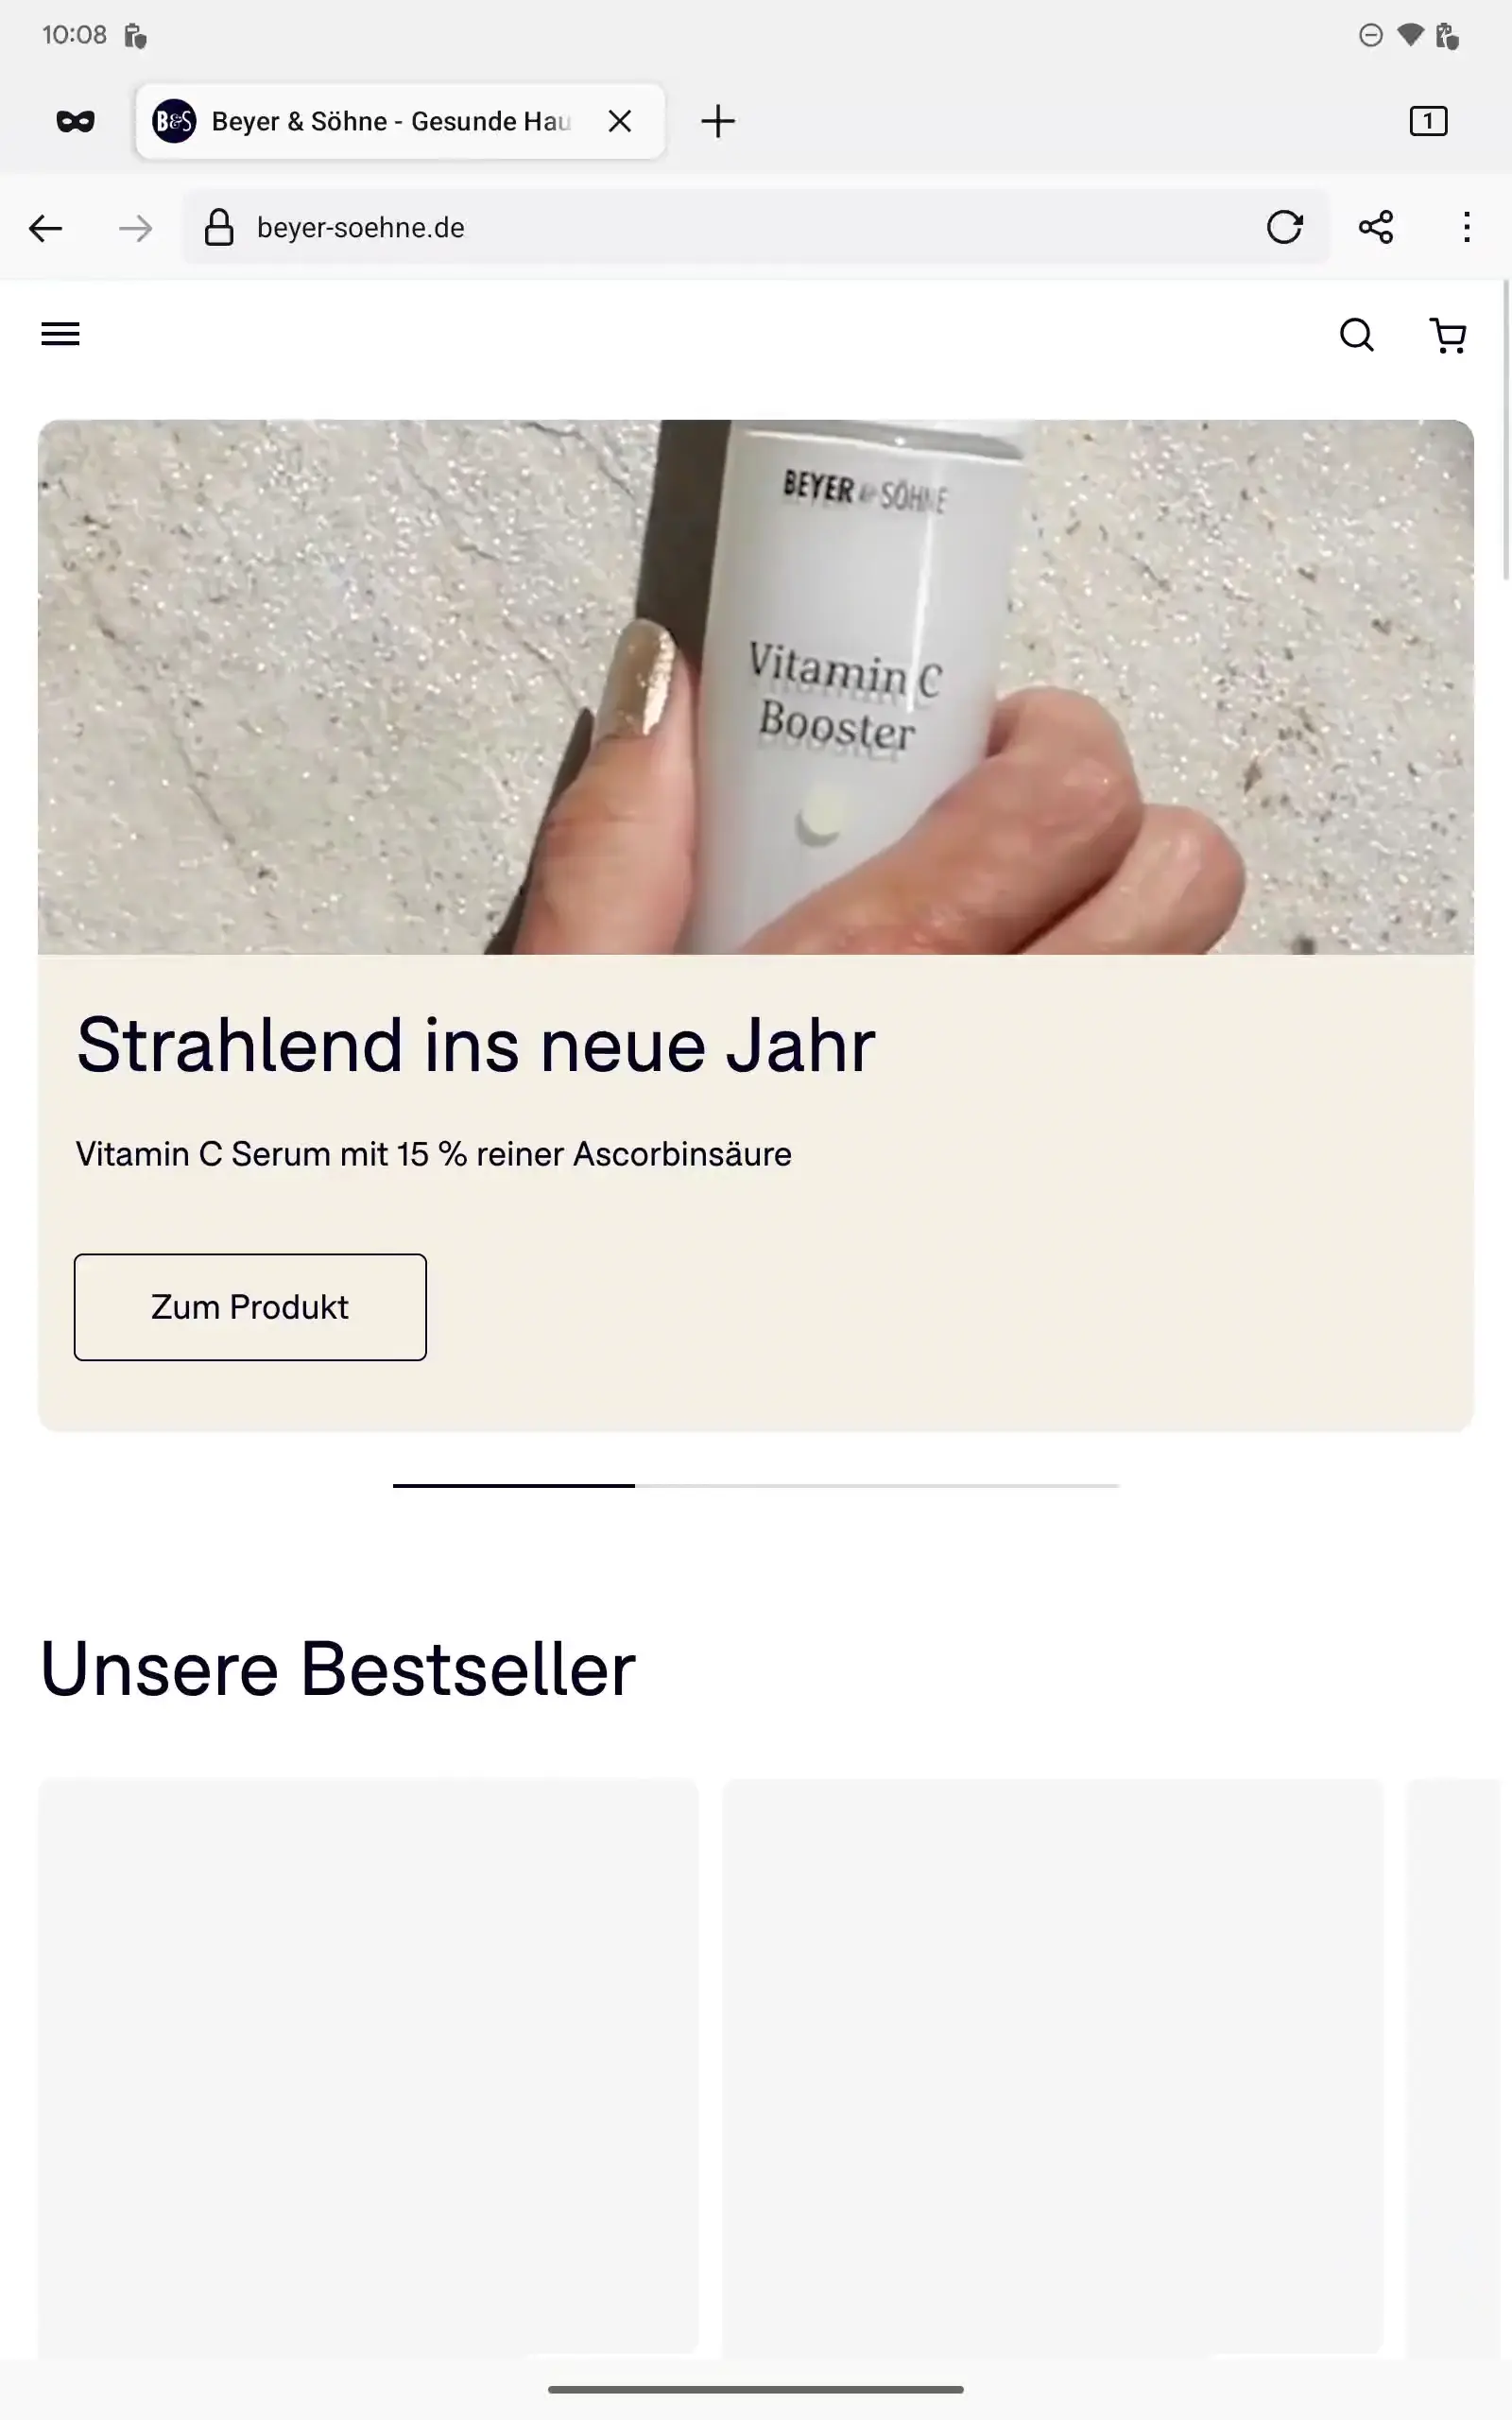 10:08
B&S Beyer & Söhne - Gesunde Hau
1
beyer-soehne.de
BEYER & SÖHNE
Vitamin C
Booster
Strahlend ins neue Jahr
Vitamin C Serum mit 15 % reiner Ascorbinsäure
Zum Produkt
Unsere Bestseller